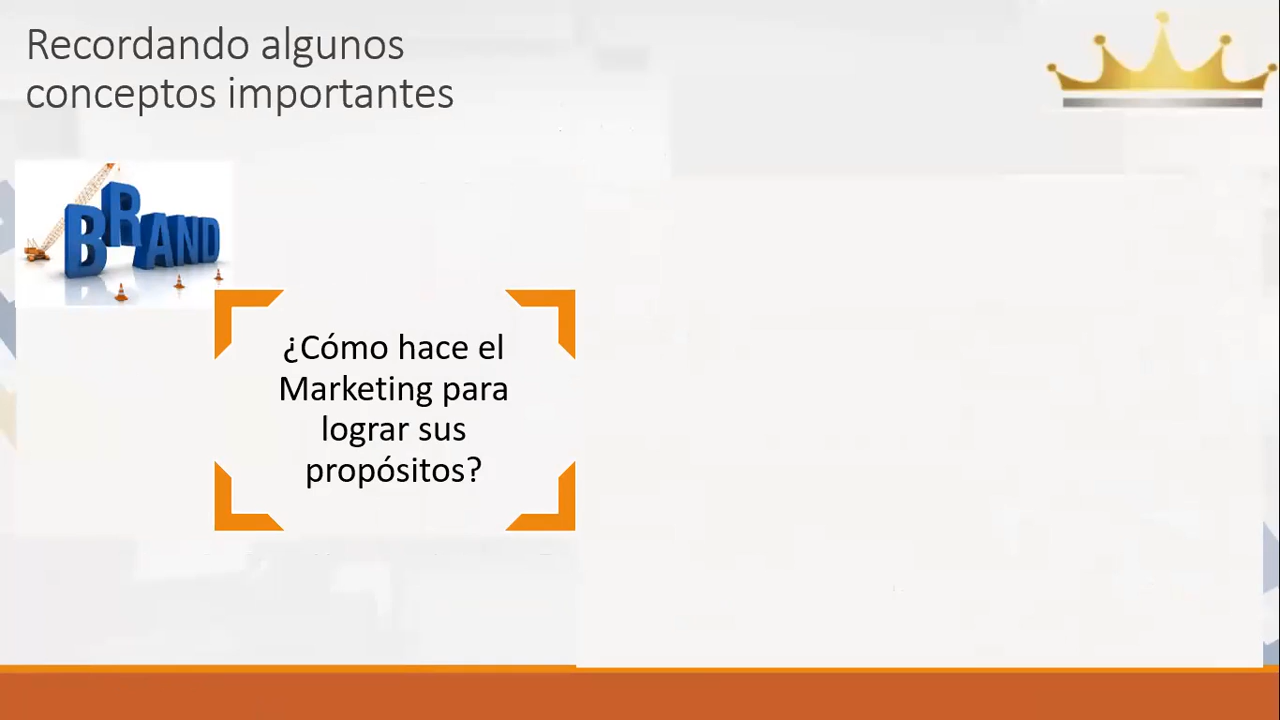 Recordando algunos
conceptos importantes
BRAND
¿Cómo hace el
Marketing para
lograr sus
propósitos?